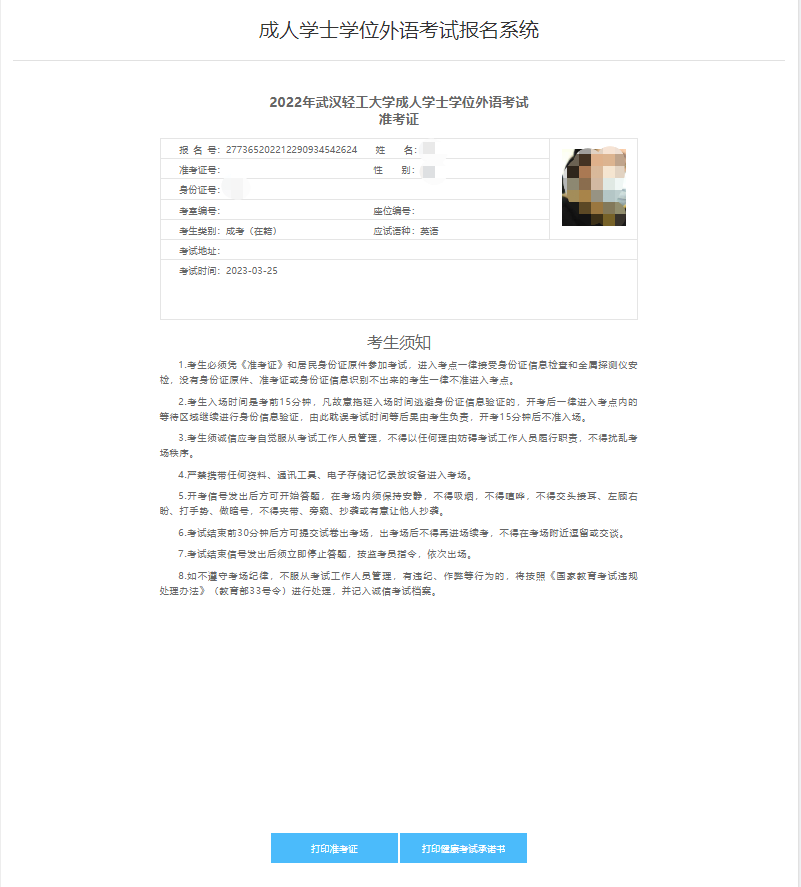 成人学士学位外语考试报名系统
2022年武汉轻工大学成人学士学位外语考试
准考证
报 名 号：277365202212290934542624 姓 名：
准考证号： 性 别：
身份证号：
考室编号： 座位编号：
考生类别：成考（在籍） 应试语种：英语
考试地址：
考试时间：2023-03-25
考生须知
1.考生必须凭《准考证》和居民身份证原件参加考试，进入考点一律接受身份证信息检查和金属探测仪安
检，没有身份证原件、准考证或身份证信息识别不出来的考生一律不准进入考点。
2.考生入场时间是考前15分钟，凡故意拖延入场时间逃避身份证信息验证的，开考后一律进入考点内的
等待区域继续进行身份信息验证，由此耽误考试时间等后果由考生负责，开考15分钟后不准入场。
3.考生须诚信应考自觉服从考试工作人员管理，不得以任何理由妨碍考试工作人员履行职责，不得扰乱考
场秩序。
4.严禁携带任何资料、通讯工具、电子存储记忆录放设备进入考场。
5.开考信号发出后方可开始答题，在考场内须保持安静，不得吸烟，不得喧哗，不得交头接耳、左顾右
盼、打手势、做暗号，不得夹带、旁窥、抄袭或有意让他人抄袭。
6.考试结束前30分钟后方可提交试卷出考场，出考场后不得再进场续考，不得在考场附近逗留或交谈。
7.考试结束信号发出后须立即停止答题，按监考员指令，依次出场。
8.如不遵守考场纪律，不服从考试工作人员管理，有违纪、作弊等行为的，将按照《国家教育考试违规
处理办法》（教育部33号令）进行处理，并记入诚信考试档案。
打印准考证 打印健康考试承诺书